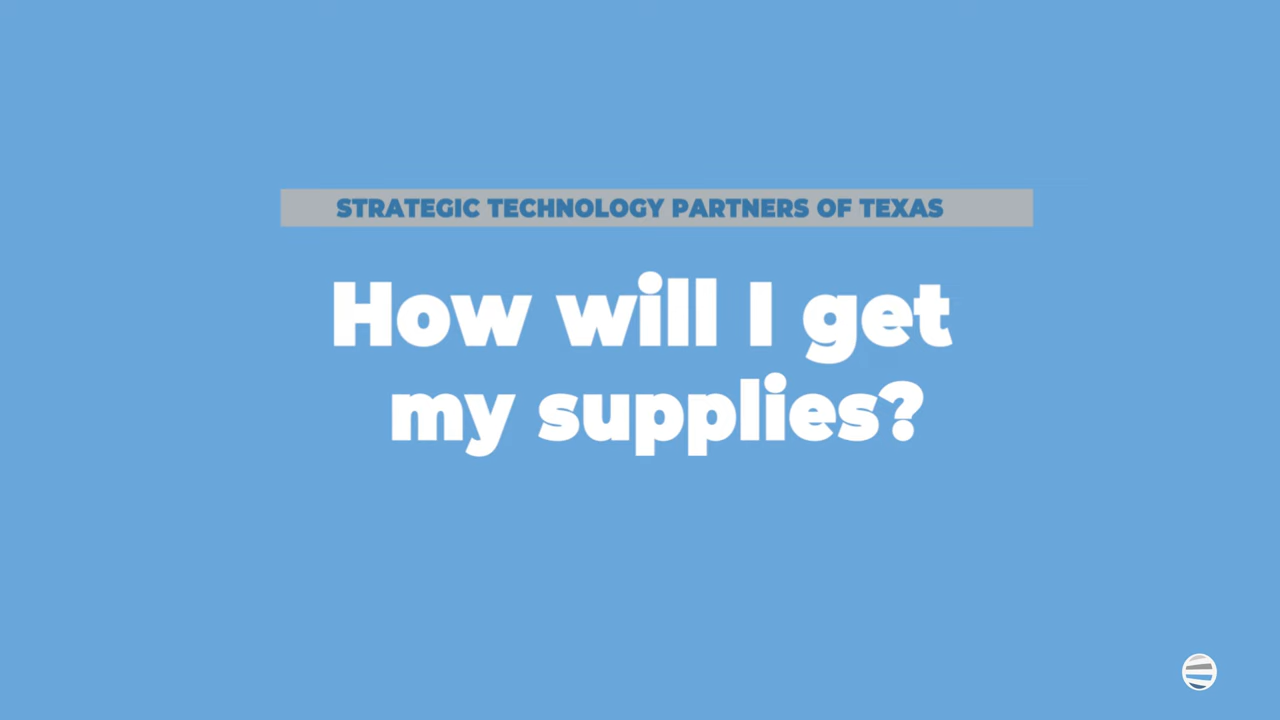 STRATEGIC TECHNOLOGY PARTNERS OF TEXAS
How will I get
my supplies?